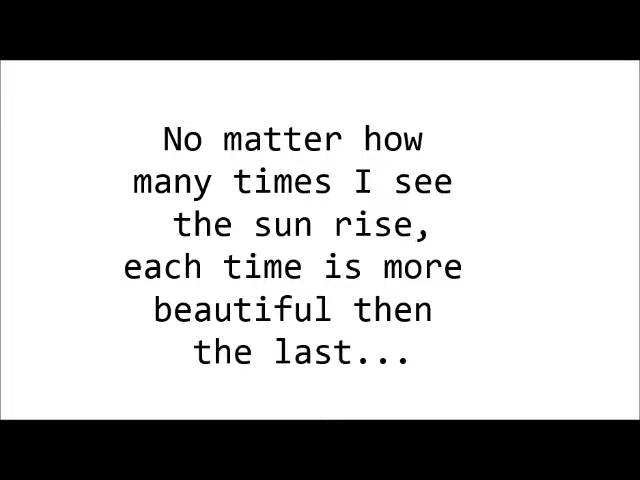 No matter how
many times I see
the sun rise,
each time is more
beautiful then
the last...